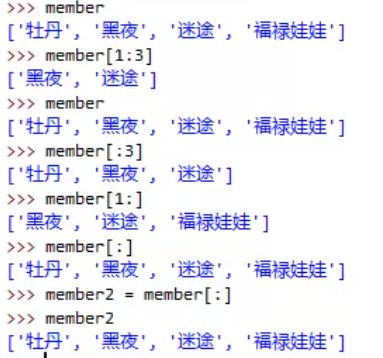 >>> member
['牡丹', '黑夜', '迷途', '福禄娃娃']
>>> member[1:3]
['黑夜', '迷途']
>>> member
['牡丹', '黑夜', '迷途', '福禄娃娃']
>>> member[:3]
['牡丹', '黑夜', '迷途']
>>> member[1:]
['黑夜', '迷途', '福禄娃娃']
>>> member[:]
['牡丹', '黑夜', '迷途', '福禄娃娃']
>>> member2 = member[:]
>>> member2
['牡丹', '黑夜', '迷途', '福禄娃娃']